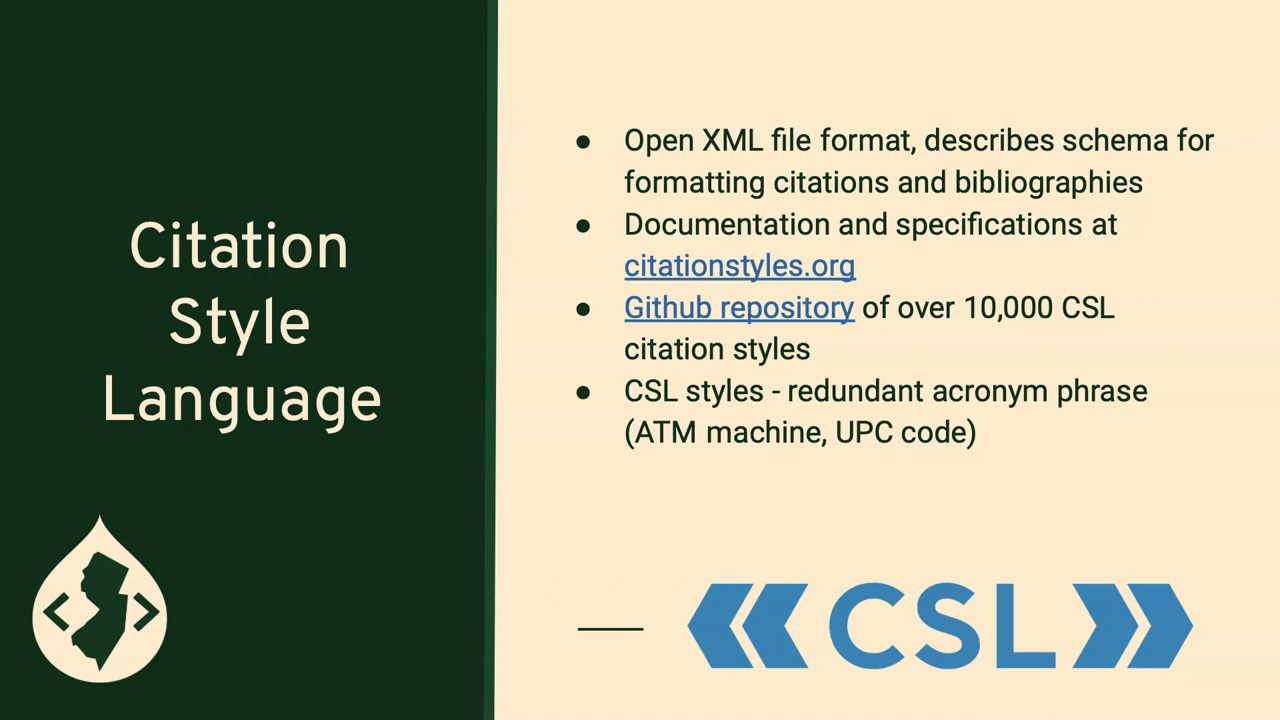 Citation
Style
Language
● Open XML file format, describes schema for
formatting citations and bibliographies
● Documentation and specifications at
citationstyles.org
● Github repository of over 10,000 CSL
citation styles
● CSL styles - redundant acronym phrase
(ATM machine, UPC code)
CSL